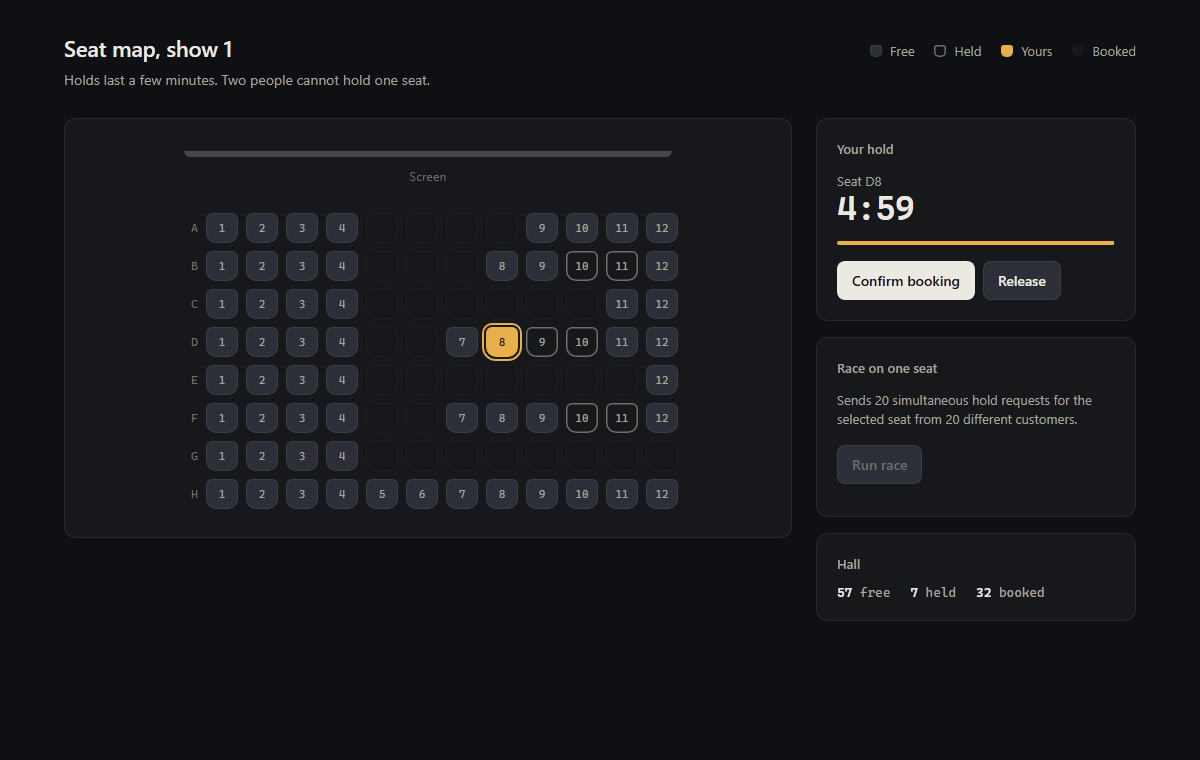 Seat map, show 1
Free Held Yours Booked
Holds last a few minutes. Two people cannot hold one seat.
Screen
A 1 2 3 4 9 10 11 12
B 1 2 3 4 8 9 10 11 12
C 1 2 3 4 11 12
D 1 2 3 4 7 8 9 10 11 12
E 1 2 3 4 12
F 1 2 3 4 7 8 9 10 11 12
G 1 2 3 4
H 1 2 3 4 5 6 7 8 9 10 11 12
Your hold
Seat D8
4:59
Confirm booking Release
Race on one seat
Sends 20 simultaneous hold requests for the
selected seat from 20 different customers.
Run race
Hall
57 free 7 held 32 booked